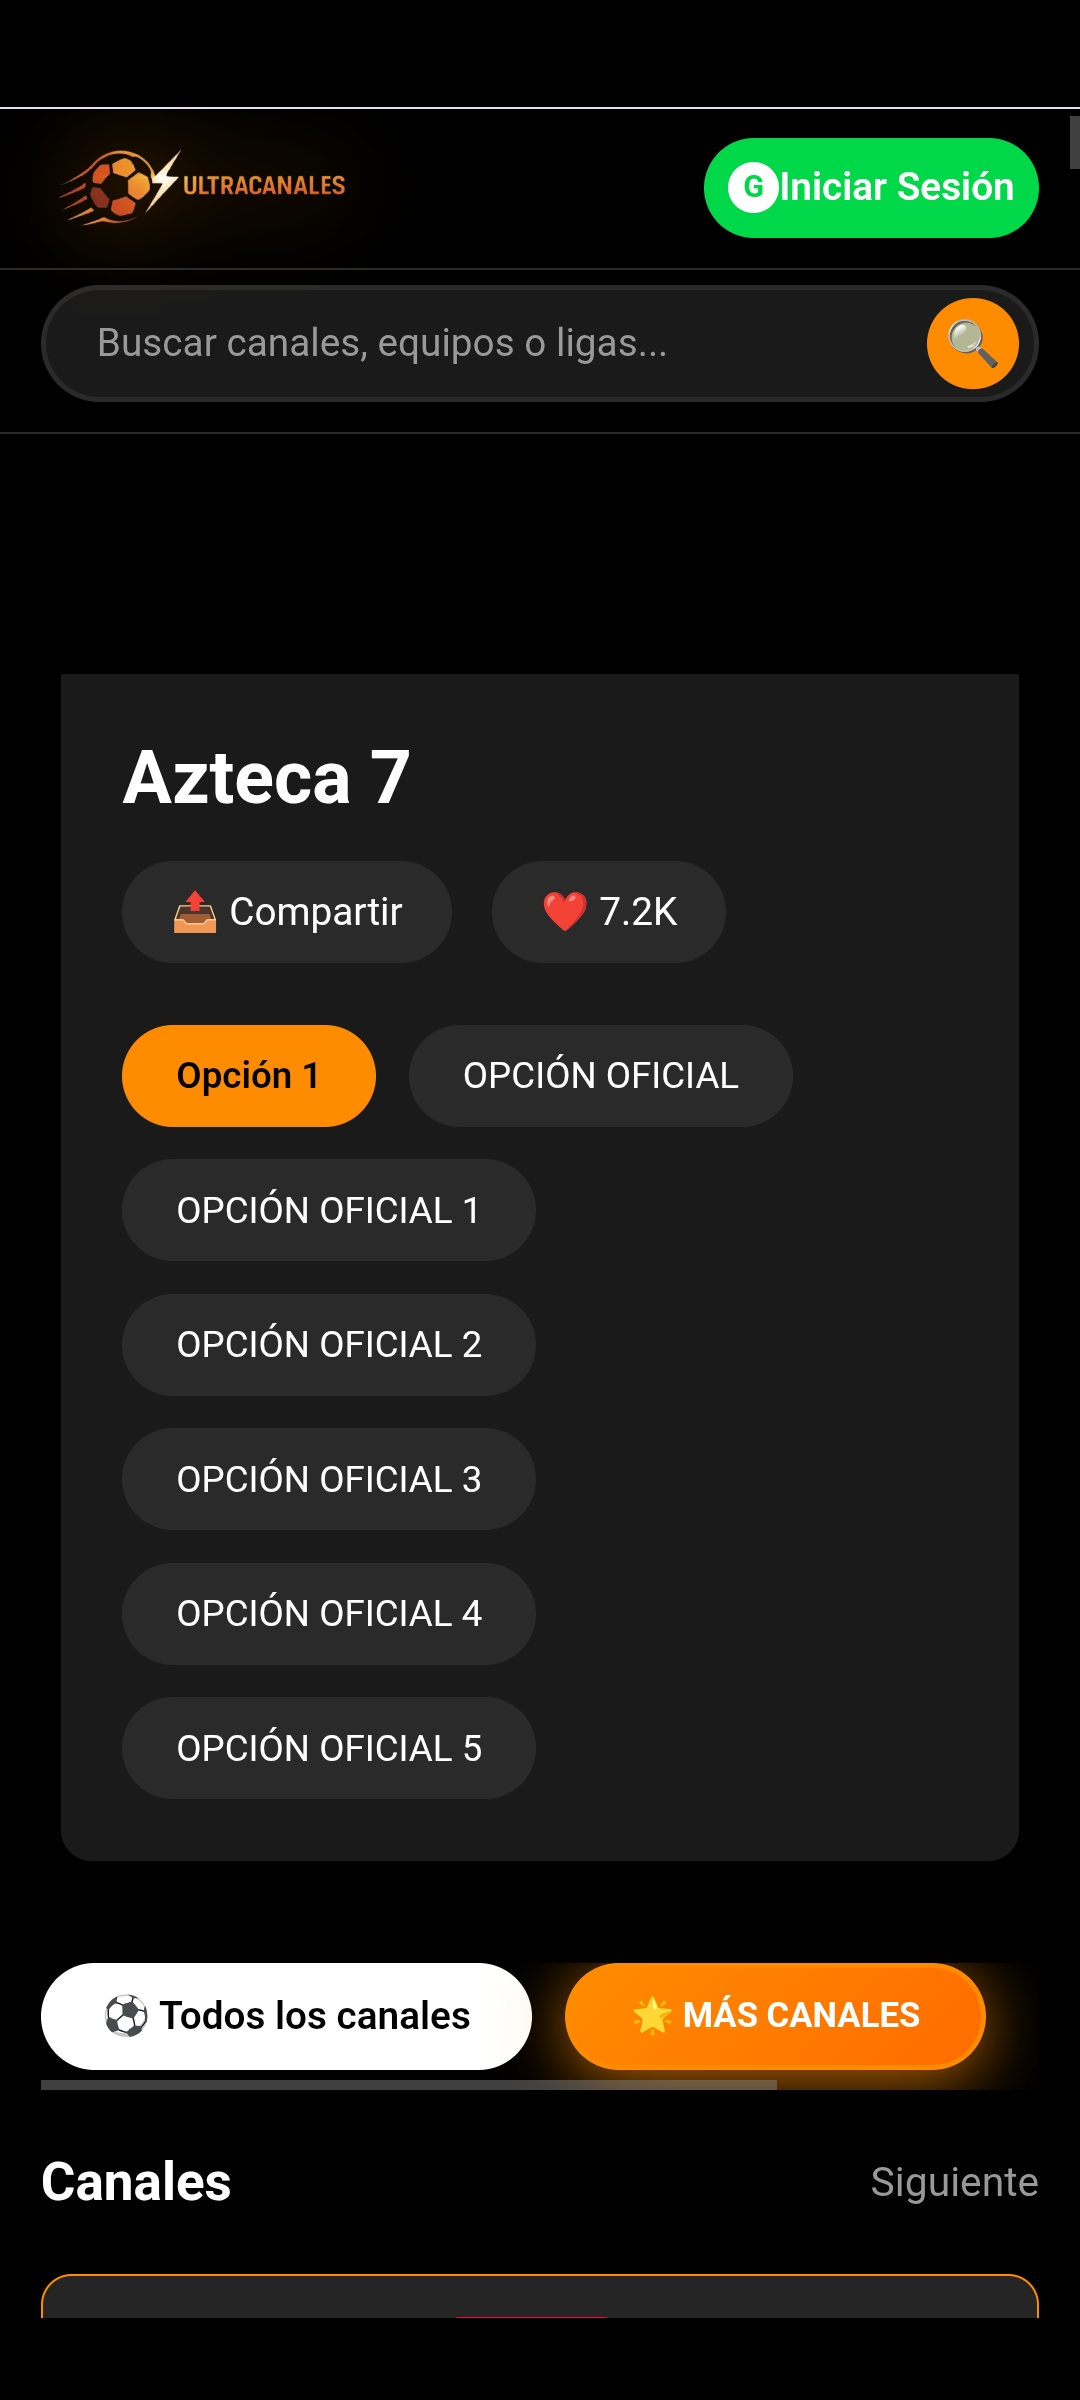 ULTRACANALES
G Iniciar Sesión
Buscar canales, equipos o ligas...
🔍
Azteca 7
📤 Compartir ❤️ 7.2K
Opción 1 OPCIÓN OFICIAL
OPCIÓN OFICIAL 1
OPCIÓN OFICIAL 2
OPCIÓN OFICIAL 3
OPCIÓN OFICIAL 4
OPCIÓN OFICIAL 5
⚽ Todos los canales 🌟 MÁS CANALES
Canales Siguiente